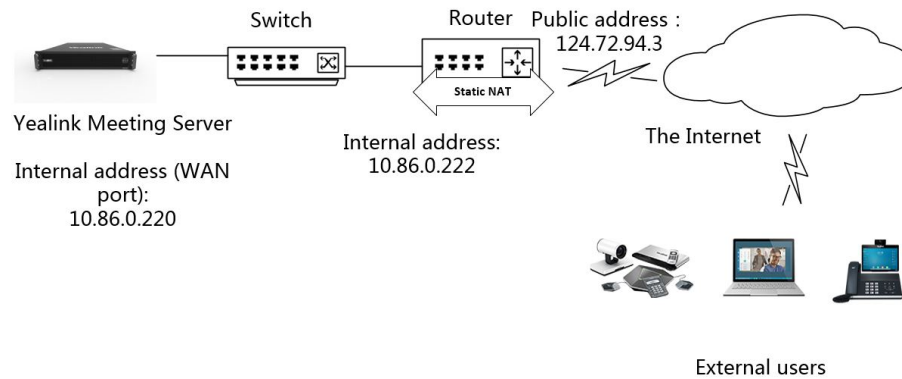 Switch
Router
Public address :
124.72.94.3
Static NAT
Yealink Meeting Server
Internal address:
10.86.0.222
The Internet
Internal address (WAN
port):
10.86.0.220
External users